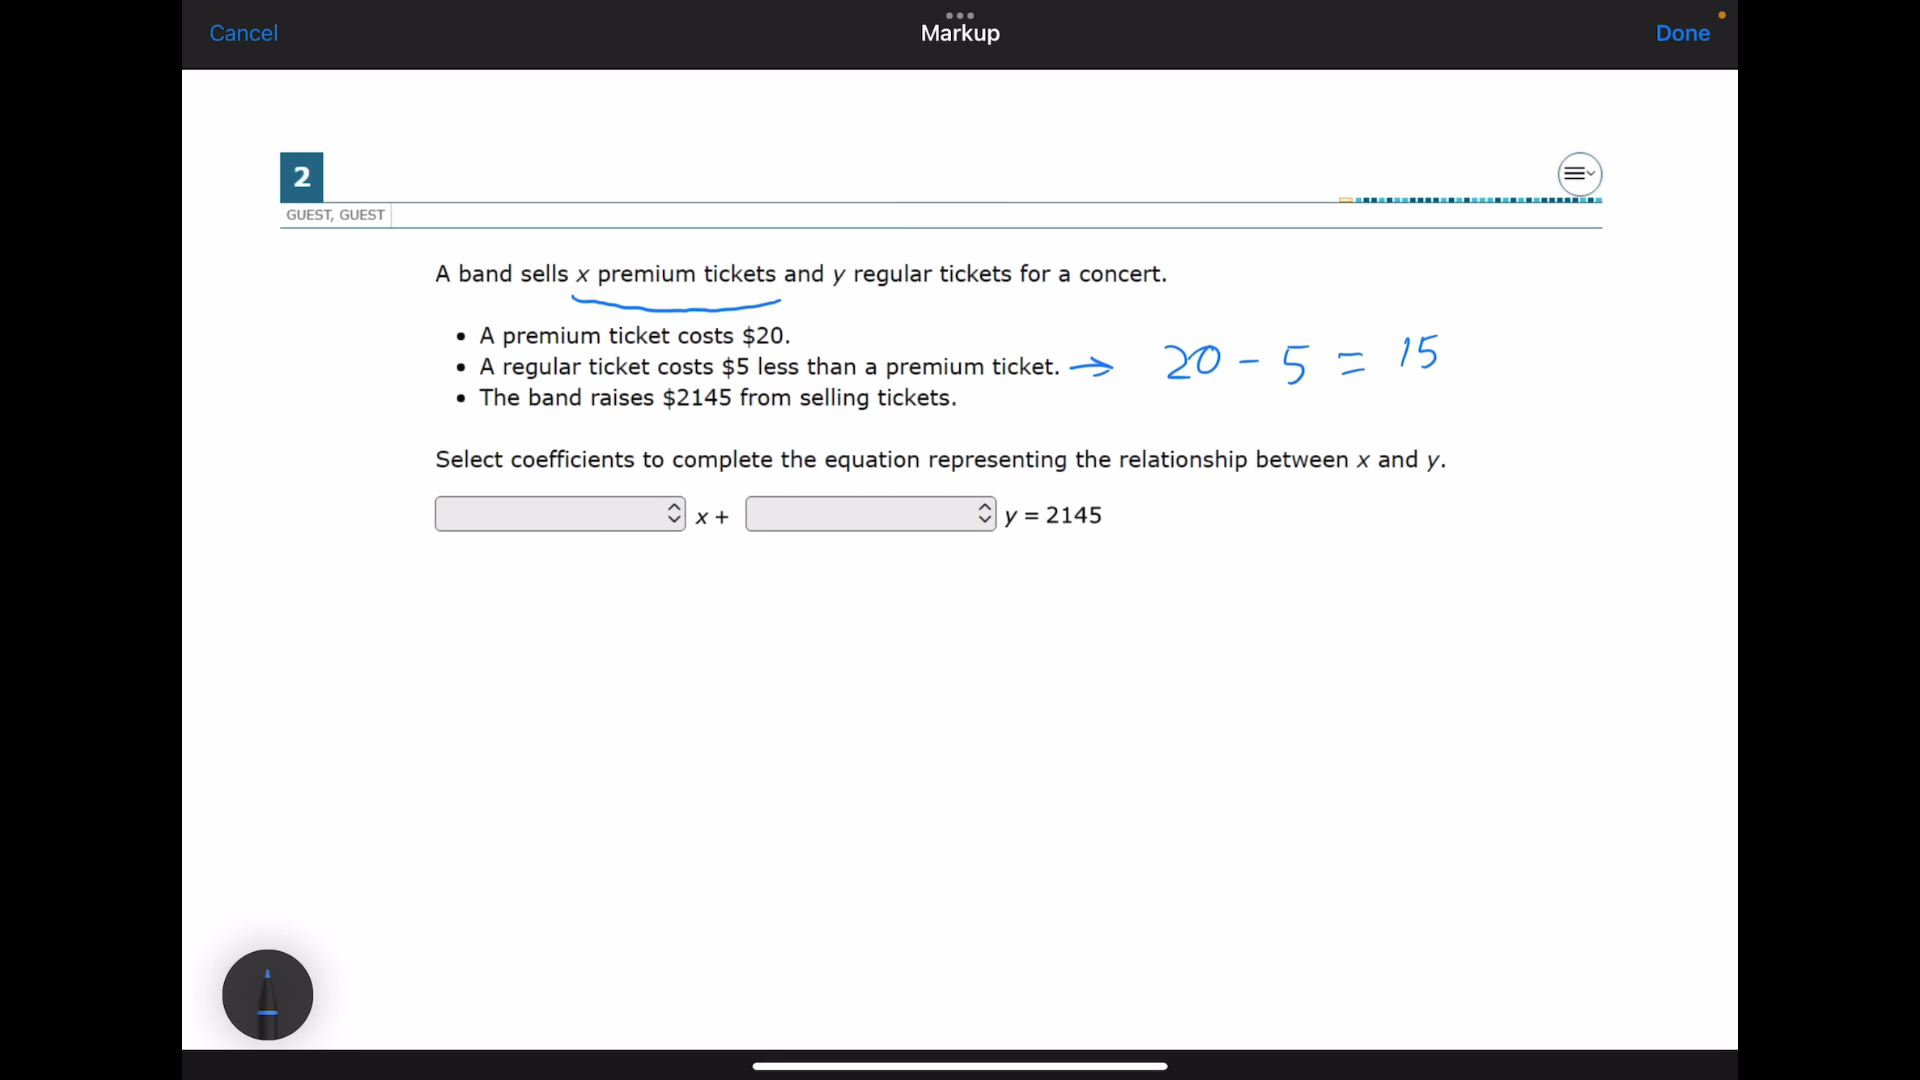 Cancel
Markup
Done
2
GUEST, GUEST
A band sells x premium tickets and y regular tickets for a concert.
• A premium ticket costs $20.
• A regular ticket costs $5 less than a premium ticket. → 20 - 5 = 15
• The band raises $2145 from selling tickets.
Select coefficients to complete the equation representing the relationship between x and y.
x + y = 2145